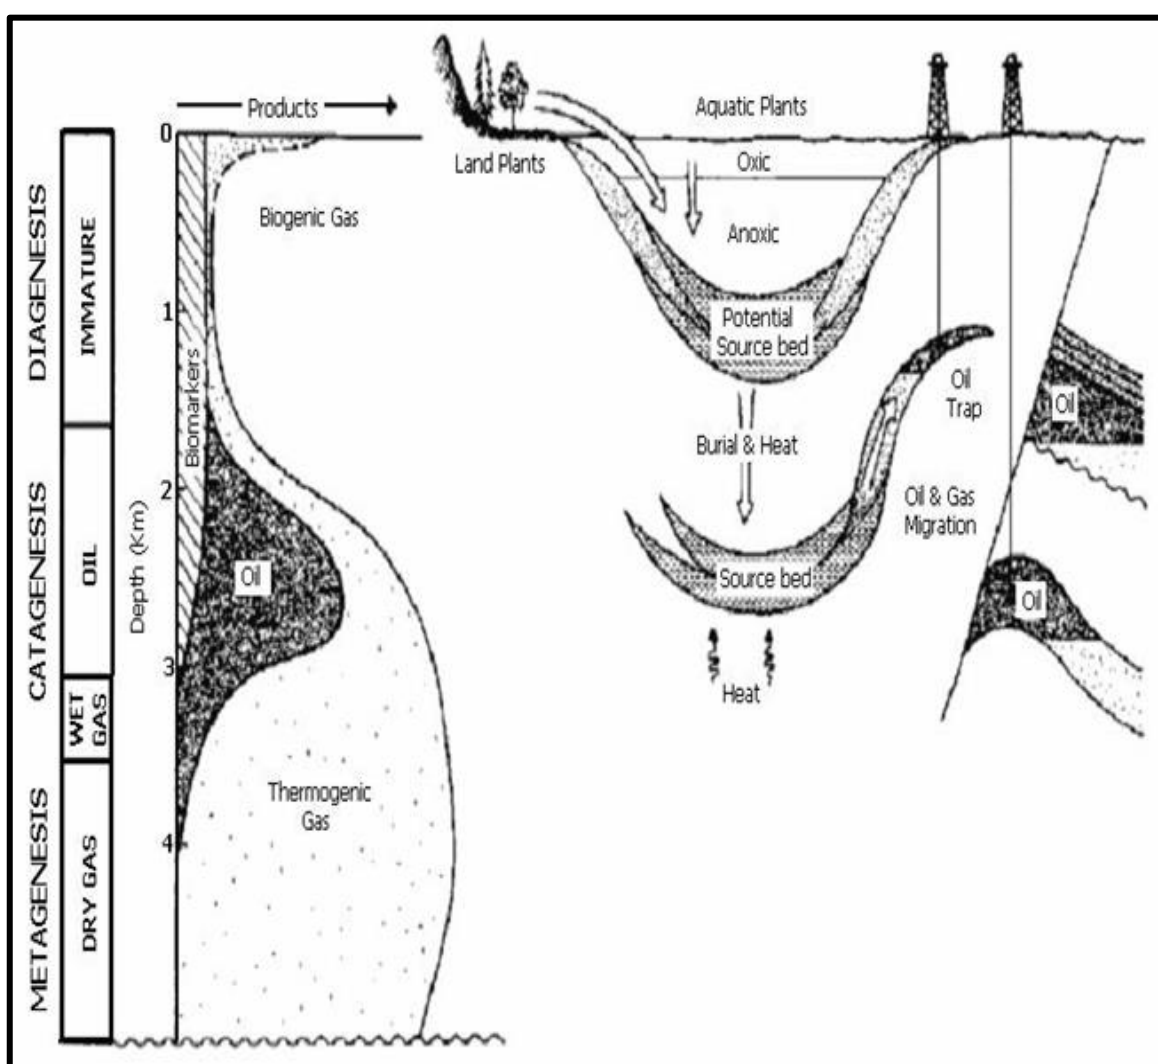 Products
Aquatic Plants
0
Land Plants
Oxic
Biogenic Gas
Anoxic
DIAGENESIS
IMMATURE
1
Potential
Source bed
Biomarkers
Oil
Trap
Oil
Burial & Heat
CATAGENESIS
OIL
2
Depth (Km)
Oil & Gas
Migration
Oil
Source bed
Oil
3
WET
GAS
Heat
METAGENESIS
DRY GAS
Thermogenic
Gas
4